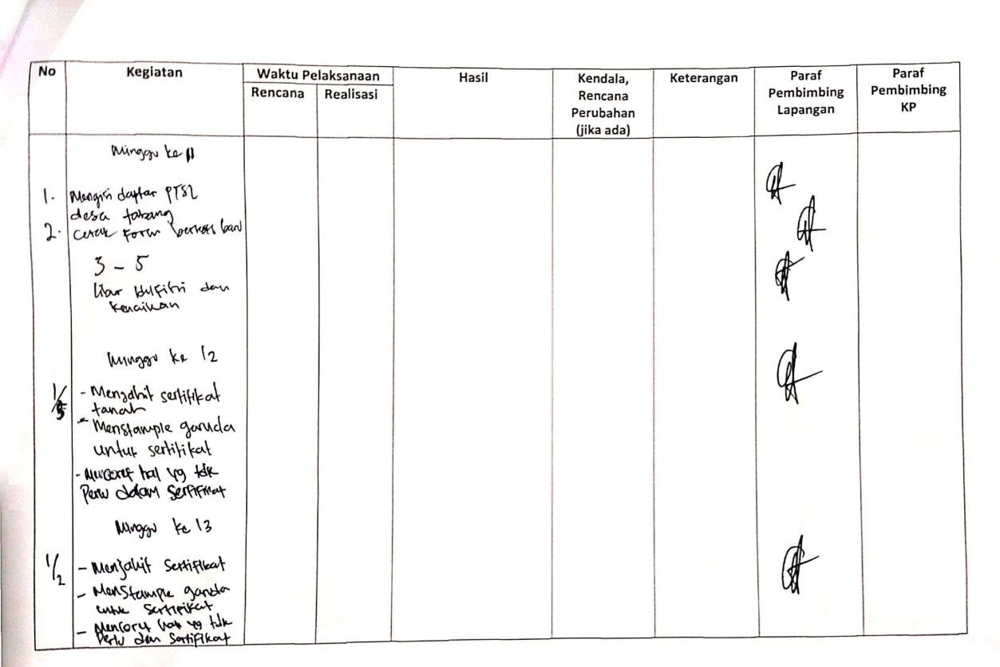 No Kegiatan Waktu Pelaksanaan Hasil Kendala, Keterangan Paraf Paraf
Rencana Realisasi Rencana Pembimbing Pembimbing
Perubahan Lapangan KP
(jika ada)
Minggu ke 11
1. Mengisi daftar PTSL
desa tabang
2. Cetak Form berkas baru
3 - 5
libur Idulfitri dan
kenaikan
Minggu ke 12
1/5 - Menjahit sertifikat
tanah
- Menstample garuda
untuk sertifikat
- Mencoret hal yg tdk
Perlu dalam Sertifikat
Minggu ke 13
1/2 - Menjahit Sertifikat
- Menstample garuda
untuk Sertifikat
- Mencoret hal yg tdk
Perlu dlm Sertifikat